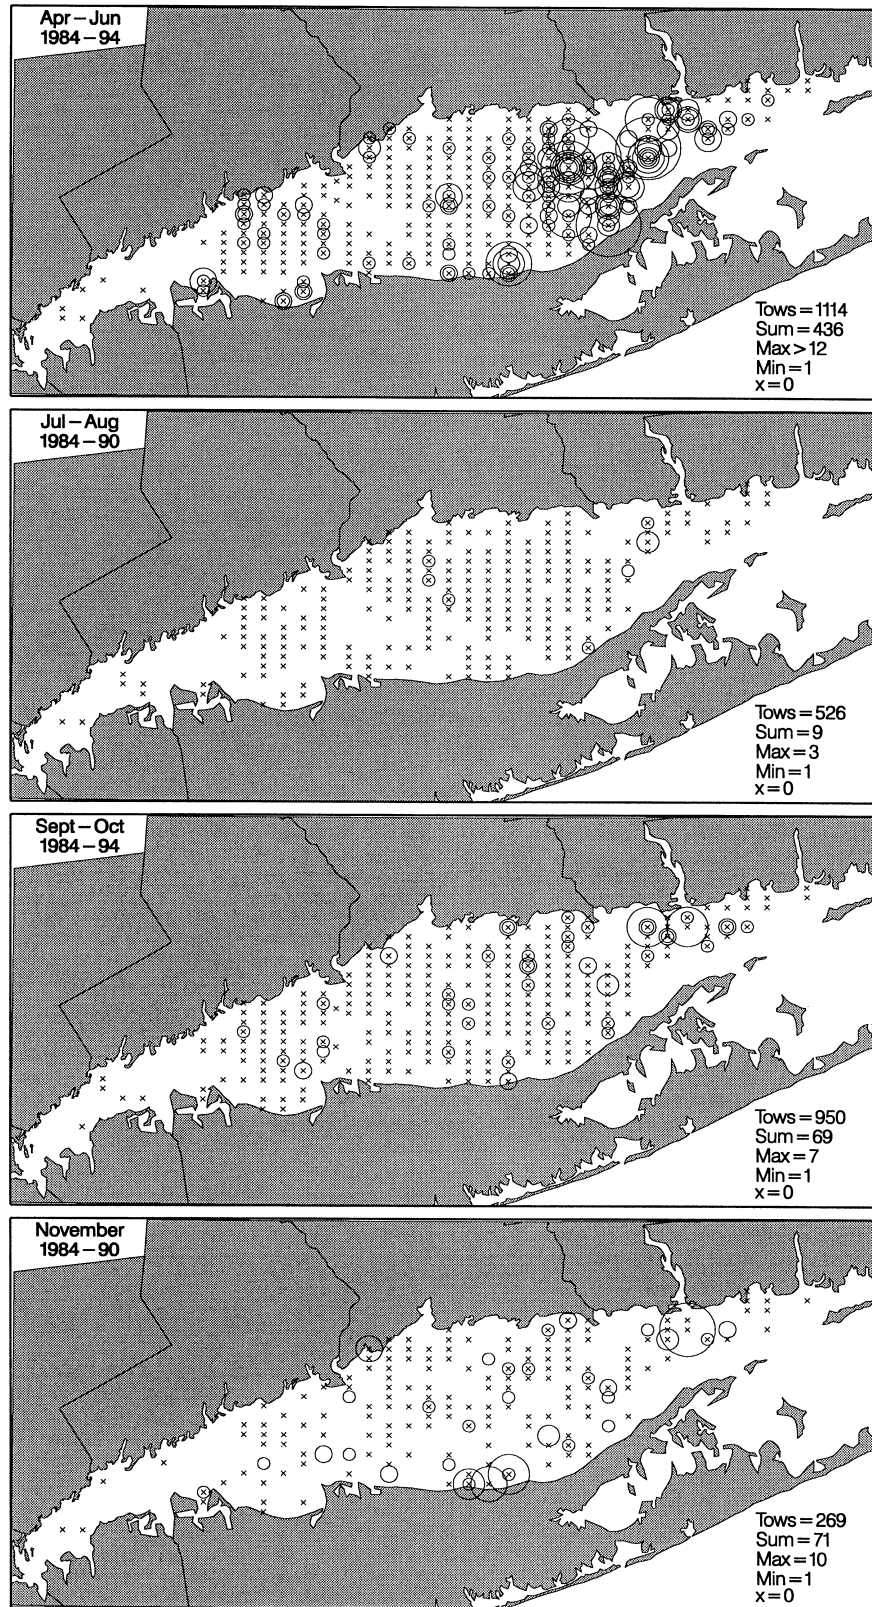 Apr – Jun
1984 – 94
Tows = 1114
Sum = 436
Max > 12
Min = 1
x = 0
Jul – Aug
1984 – 90
Tows = 526
Sum = 9
Max = 3
Min = 1
x = 0
Sept – Oct
1984 – 94
Tows = 950
Sum = 69
Max = 7
Min = 1
x = 0
November
1984 – 90
Tows = 269
Sum = 71
Max = 10
Min = 1
x = 0